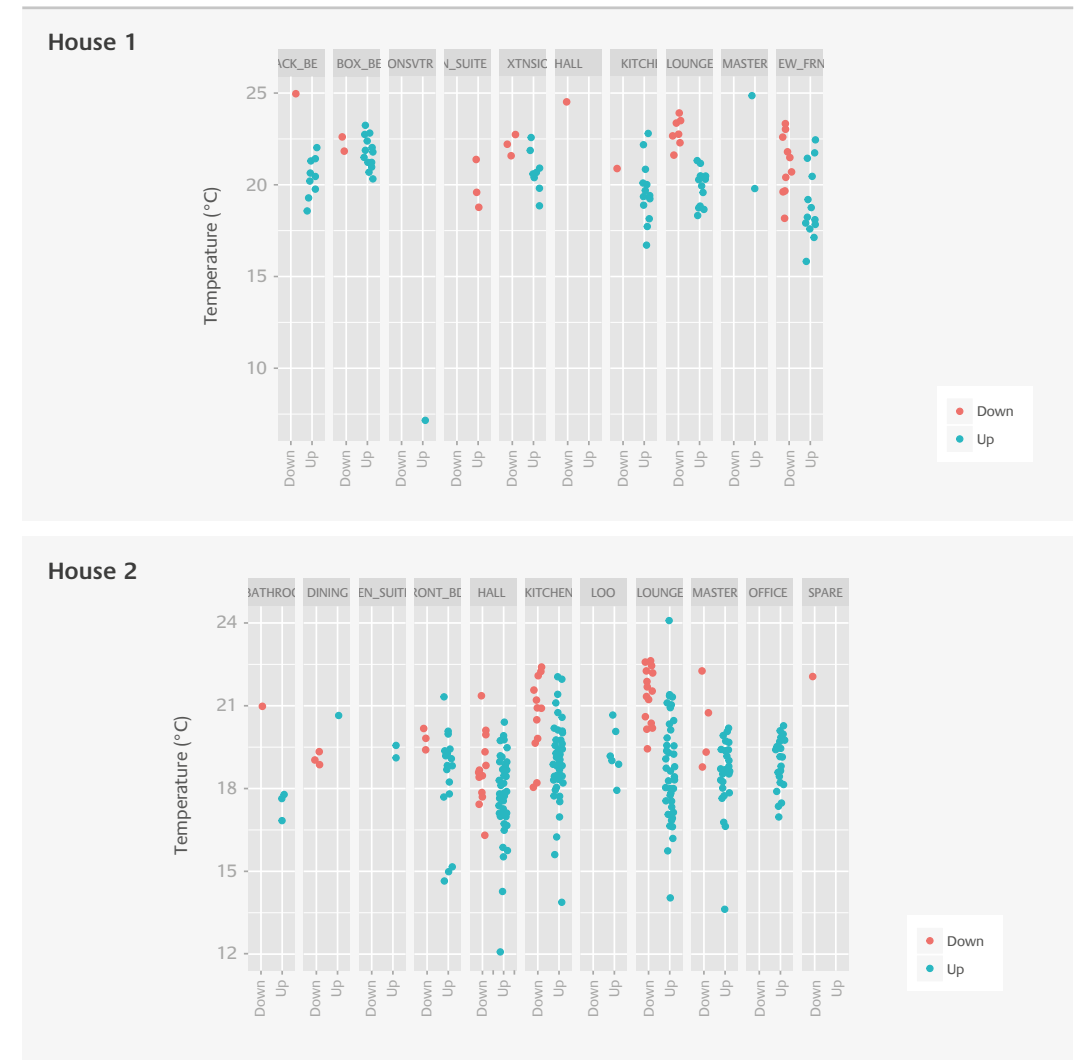 House 1
ACK_BE BOX_BE ONSVTR N_SUITE XTNSIC HALL KITCHI LOUNGE MASTER EW_FRN
25
20
15
10
Temperature (°C)
Down Up Down Up Down Up Down Up Down Up Down Up Down Up Down Up Down Up Down Up
Down
Up
House 2
BATHROO DINING EN_SUITE RONT_BD HALL KITCHEN LOO LOUNGE MASTER OFFICE SPARE
24
21
18
15
12
Temperature (°C)
Down Up Down Up Down Up Down Up Down Up Down Up Down Up Down Up Down Up Down Up Down Up
Down
Up